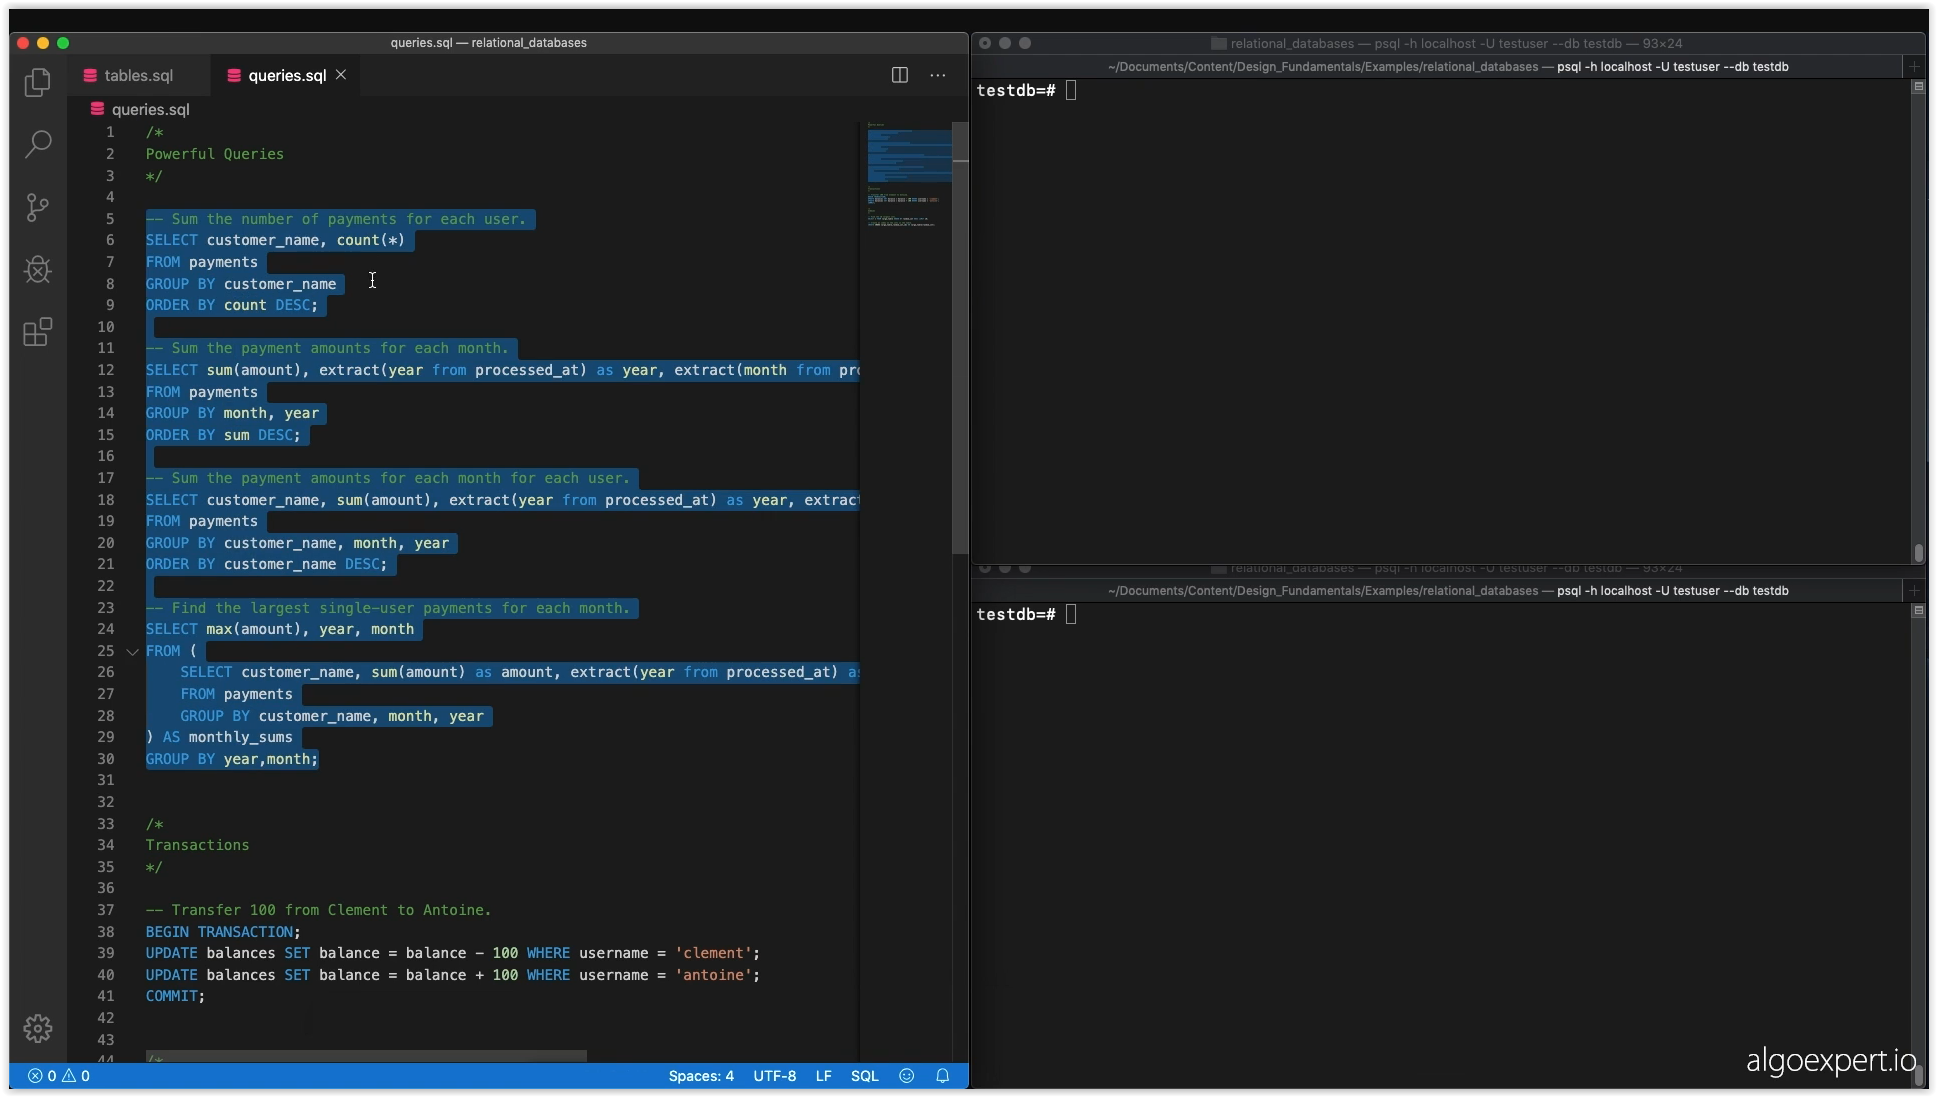 queries.sql — relational_databases
tables.sql
queries.sql
queries.sql
1 /*
2 Powerful Queries
3 */
4
5 -- Sum the number of payments for each user.
6 SELECT customer_name, count(*)
7 FROM payments
8 GROUP BY customer_name
9 ORDER BY count DESC;
10
11 -- Sum the payment amounts for each month.
12 SELECT sum(amount), extract(year from processed_at) as year, extract(month from
13 FROM payments
14 GROUP BY month, year
15 ORDER BY sum DESC;
16
17 -- Sum the payment amounts for each month for each user.
18 SELECT customer_name, sum(amount), extract(year from processed_at) as year, extract
19 FROM payments
20 GROUP BY customer_name, month, year
21 ORDER BY customer_name DESC;
22
23 -- Find the largest single-user payments for each month.
24 SELECT max(amount), year, month
25 FROM (
26 SELECT customer_name, sum(amount) as amount, extract(year from processed_at)
27 FROM payments
28 GROUP BY customer_name, month, year
29 ) AS monthly_sums
30 GROUP BY year,month;
31
32
33 /*
34 Transactions
35 */
36
37 -- Transfer 100 from Clement to Antoine.
38 BEGIN TRANSACTION;
39 UPDATE balances SET balance = balance - 100 WHERE username = 'clement';
40 UPDATE balances SET balance = balance + 100 WHERE username = 'antoine';
41 COMMIT;
42
43
44 /*
0 0
Spaces: 4 UTF-8 LF SQL
relational_databases — psql -h localhost -U testuser --db testdb — 93×24
~/Documents/Content/Design_Fundamentals/Examples/relational_databases — psql -h localhost -U testuser --db testdb
testdb=#
relational_databases — psql -h localhost -U testuser --db testdb — 93×24
~/Documents/Content/Design_Fundamentals/Examples/relational_databases — psql -h localhost -U testuser --db testdb
testdb=#
algoexpert.io